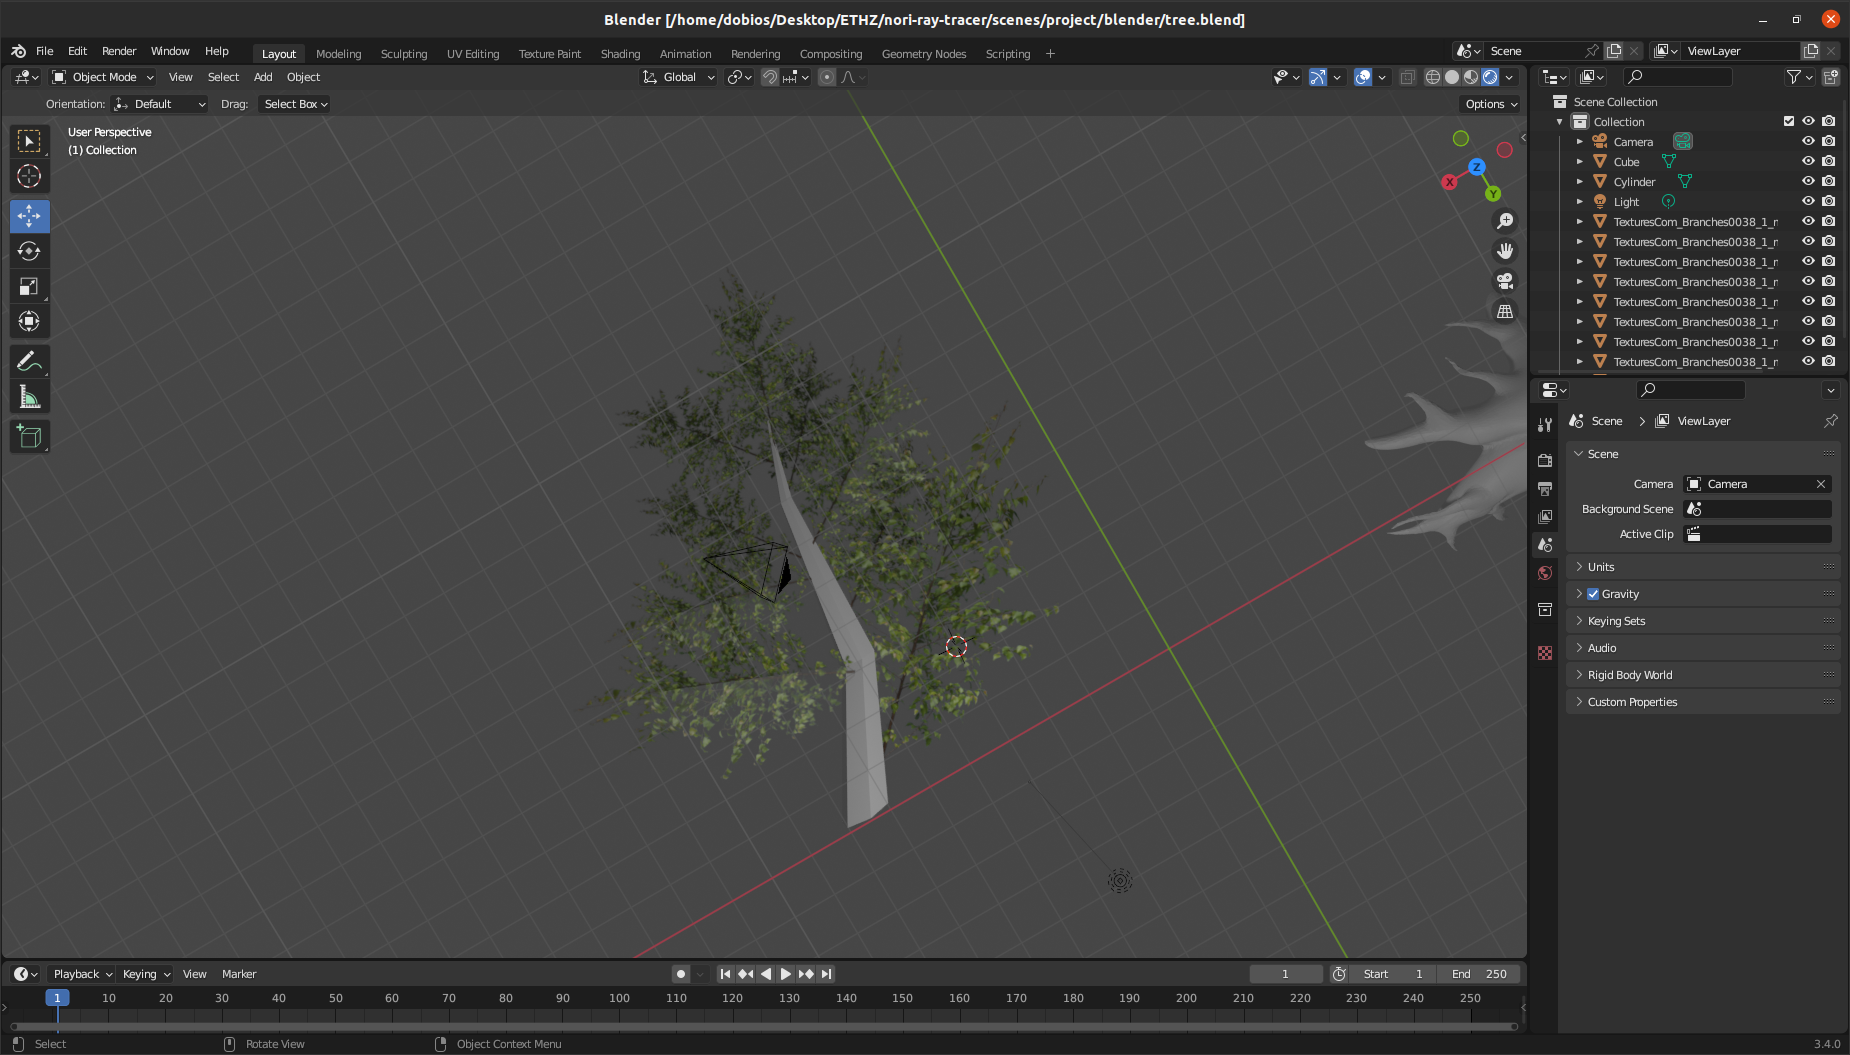 Blender [/home/dobios/Desktop/ETHZ/nori-ray-tracer/scenes/project/blender/tree.blend]
File Edit Render Window Help Layout Modeling Sculpting UV Editing Texture Paint Shading Animation Rendering Compositing Geometry Nodes Scripting + Scene ViewLayer
Object Mode View Select Add Object Global
Orientation: Default Drag: Select Box Options
User Perspective
(1) Collection
X
Y
Z
Scene Collection
Collection
Camera
Cube
Cylinder
Light
TexturesCom_Branches0038_1_r
TexturesCom_Branches0038_1_r
TexturesCom_Branches0038_1_r
TexturesCom_Branches0038_1_r
TexturesCom_Branches0038_1_r
TexturesCom_Branches0038_1_r
TexturesCom_Branches0038_1_r
TexturesCom_Branches0038_1_r
Scene > ViewLayer
Scene
Camera Camera
Background Scene
Active Clip
Units
Gravity
Keying Sets
Audio
Rigid Body World
Custom Properties
Playback Keying View Marker 1 Start 1 End 250
1 10 20 30 40 50 60 70 80 90 100 110 120 130 140 150 160 170 180 190 200 210 220 230 240 250
Select Rotate View Object Context Menu 3.4.0